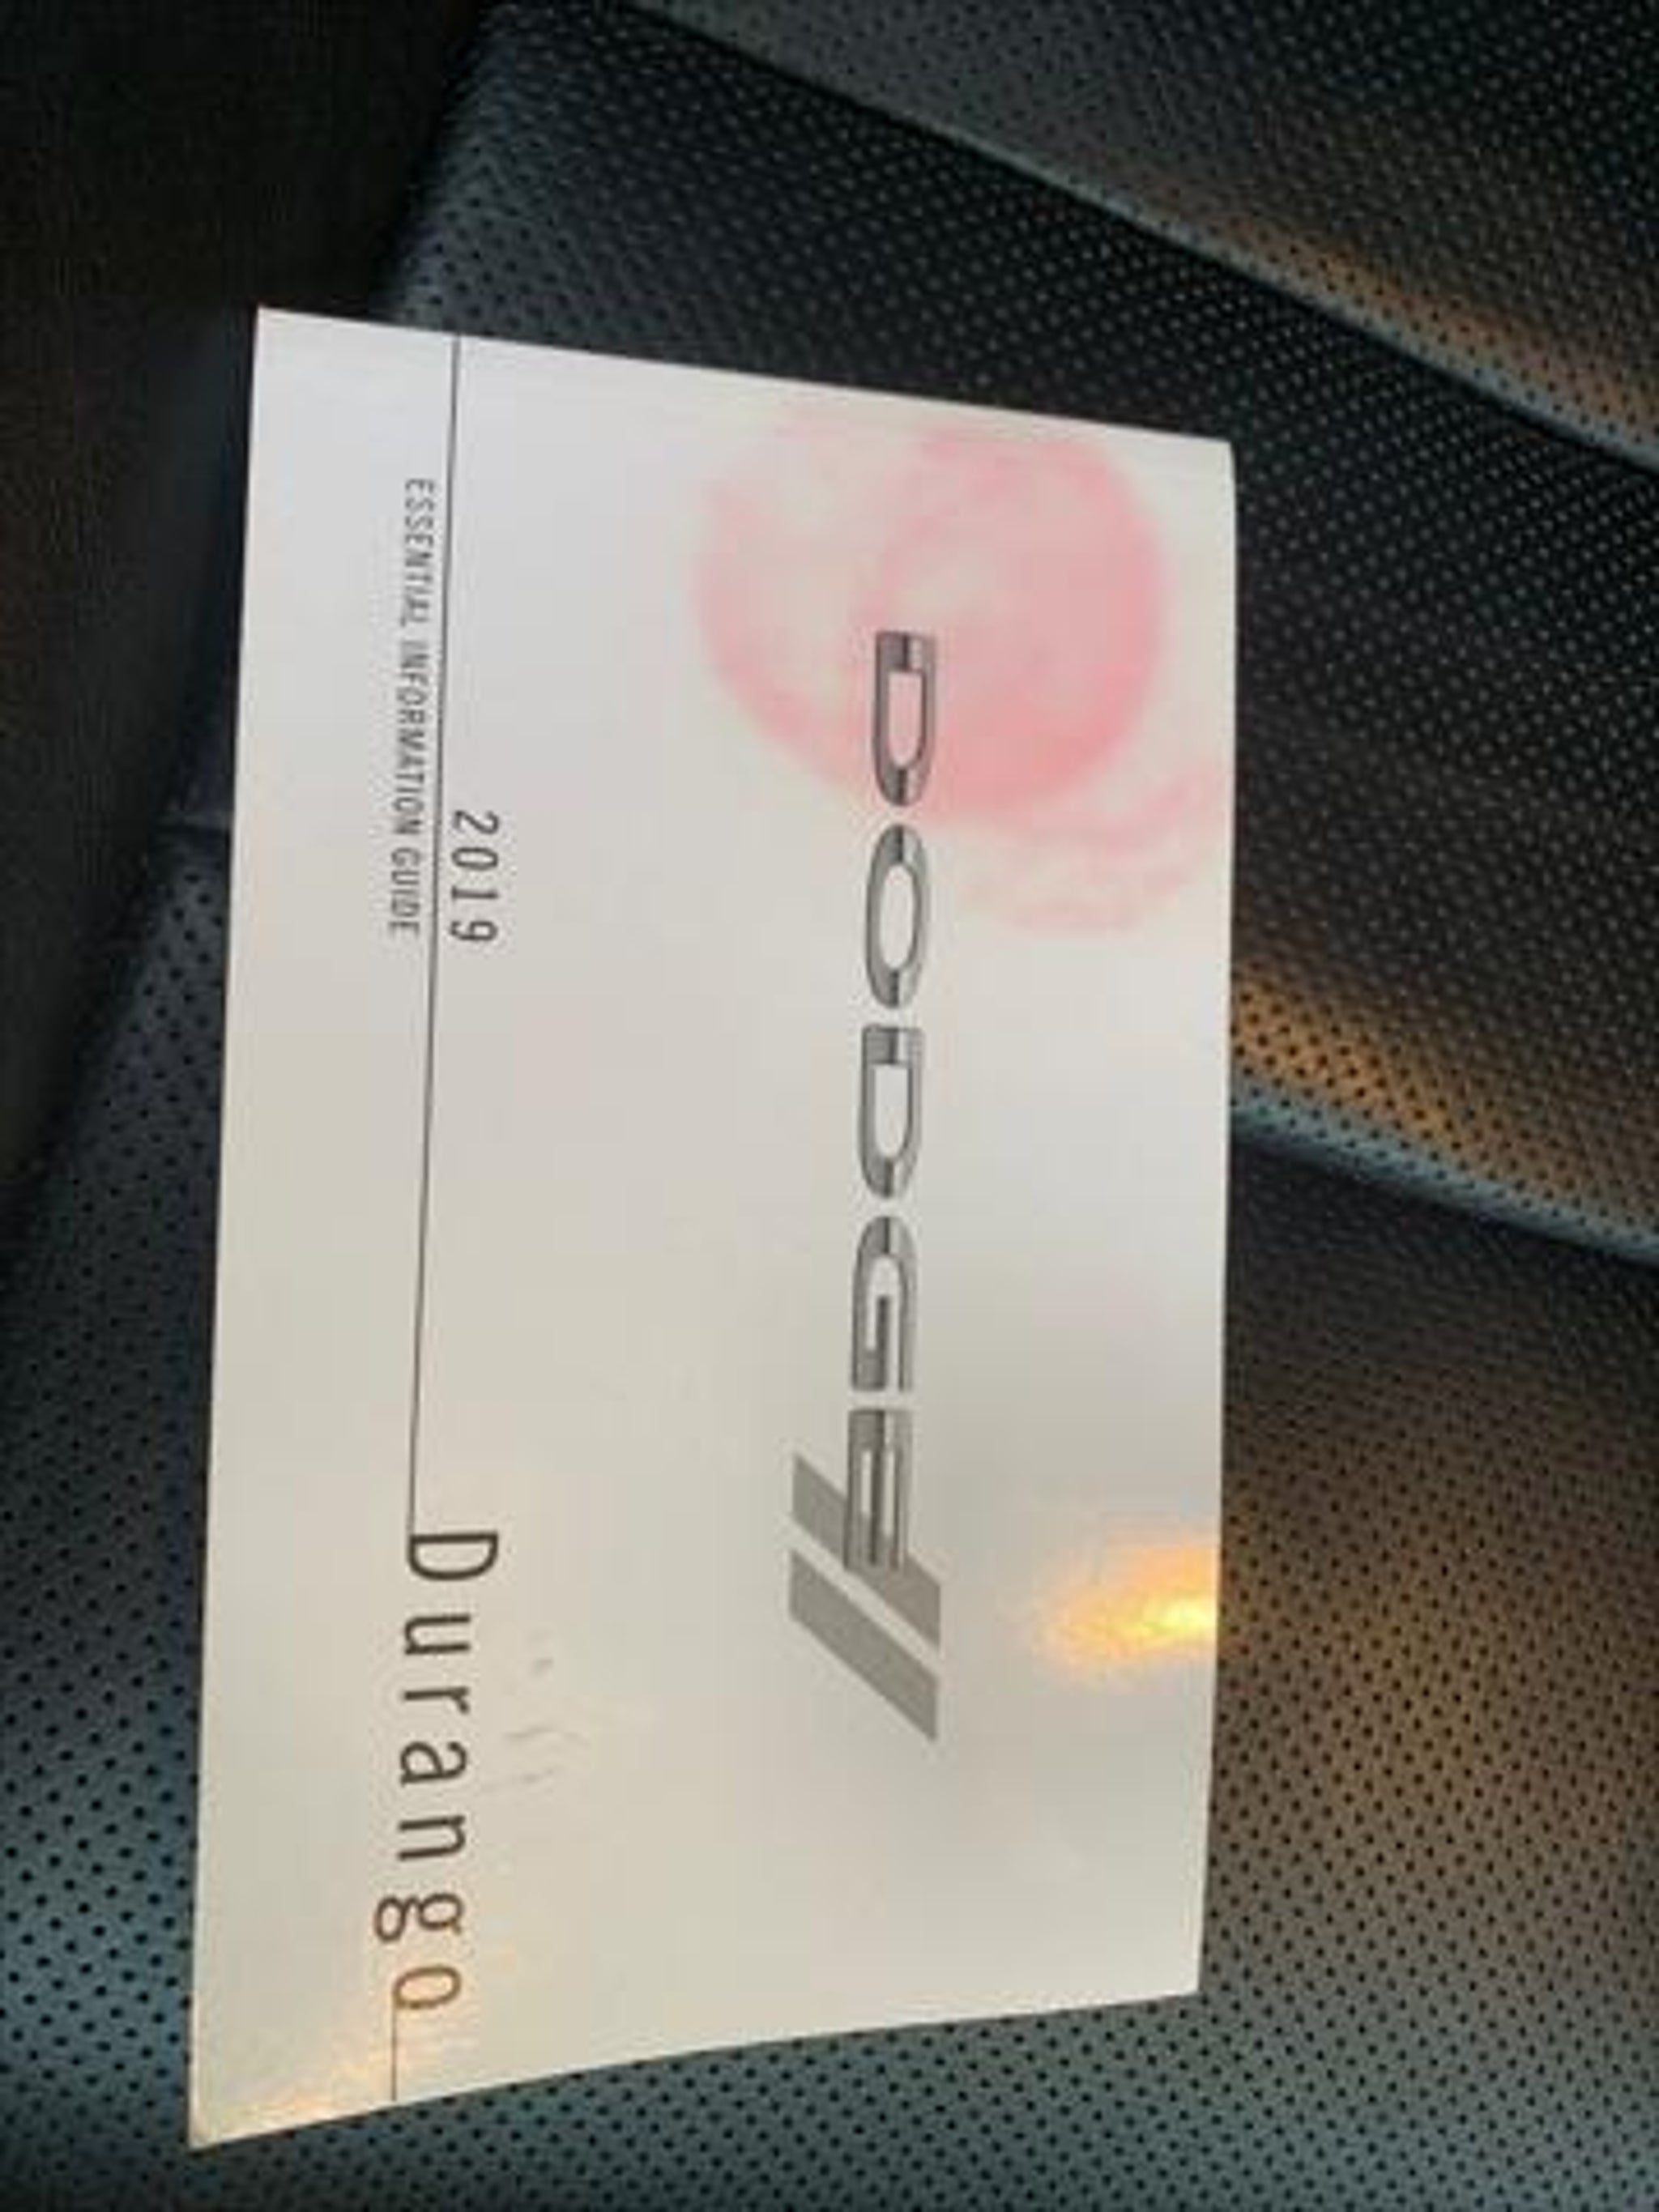 DODGE
2019
Durango
ESSENTIAL INFORMATION GUIDE